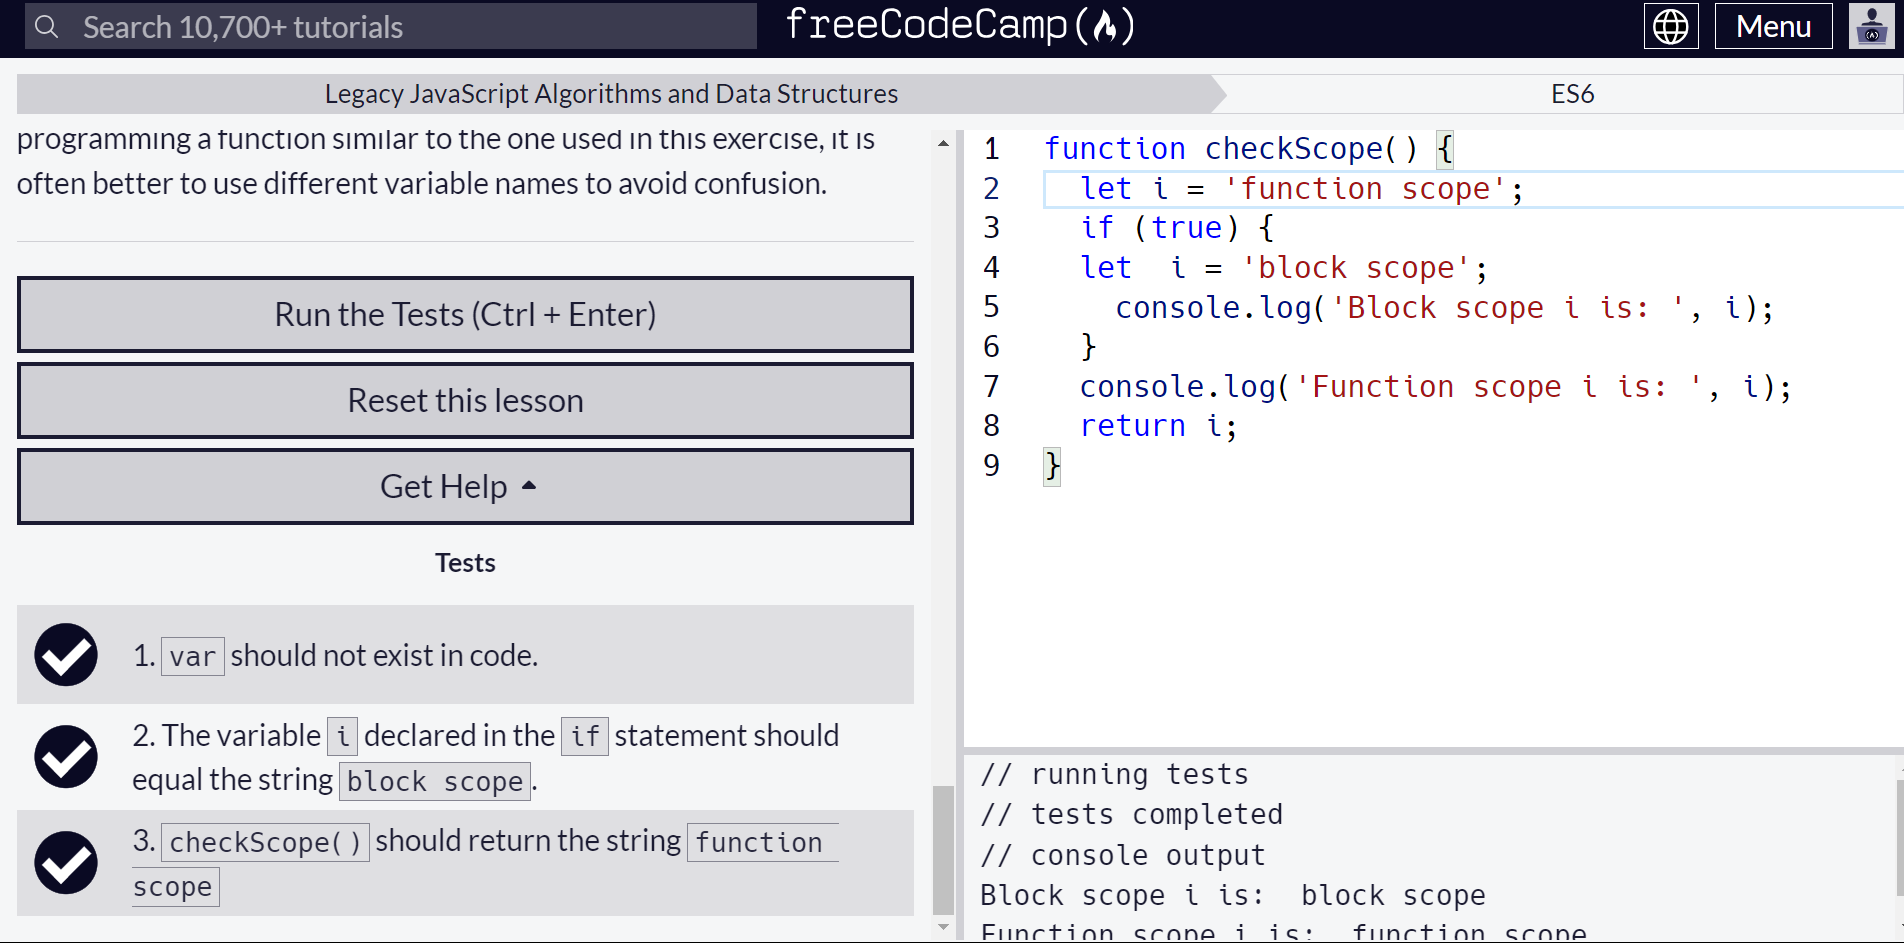 Search 10,700+ tutorials
freeCodeCamp
Menu
Legacy JavaScript Algorithms and Data Structures
ES6
programming a function similar to the one used in this exercise, it is
often better to use different variable names to avoid confusion.
Run the Tests (Ctrl + Enter)
Reset this lesson
Get Help
Tests
1. var should not exist in code.
2. The variable i declared in the if statement should
equal the string block scope.
3. checkScope() should return the string function
scope
1 function checkScope() {
2   let i = 'function scope';
3   if (true) {
4   let  i = 'block scope';
5     console.log('Block scope i is: ', i);
6   }
7   console.log('Function scope i is: ', i);
8   return i;
9 }
// running tests
// tests completed
// console output
Block scope i is:  block scope
Function scope i is:  function scope